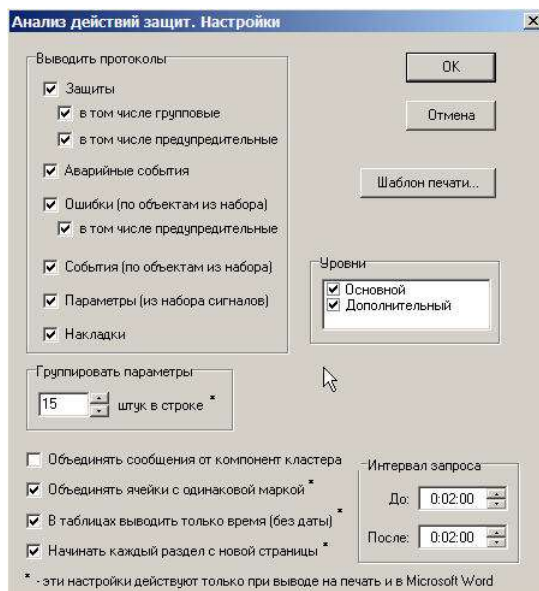 Анализ действий защит. Настройки
Выводить протоколы
Защиты
в том числе групповые
в том числе предупредительные
Аварийные события
Ошибки (по объектам из набора)
в том числе предупредительные
События (по объектам из набора)
Параметры (из набора сигналов)
Накладки
OK
Отмена
Шаблон печати...
Уровни
Основной
Дополнительный
Группировать параметры
15 штук в строке *
Объединять сообщения от компонент кластера
Объединять ячейки с одинаковой маркой *
В таблицах выводить только время (без даты) *
Начинать каждый раздел с новой страницы *
Интервал запроса
До: 0:02:00
После: 0:02:00
* - эти настройки действуют только при выводе на печать и в Microsoft Word